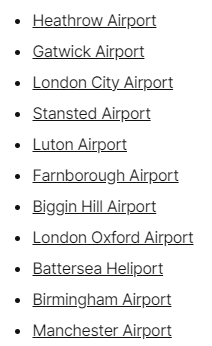 Heathrow Airport
Gatwick Airport
London City Airport
Stansted Airport
Luton Airport
Farnborough Airport
Biggin Hill Airport
London Oxford Airport
Battersea Heliport
Birmingham Airport
Manchester Airport